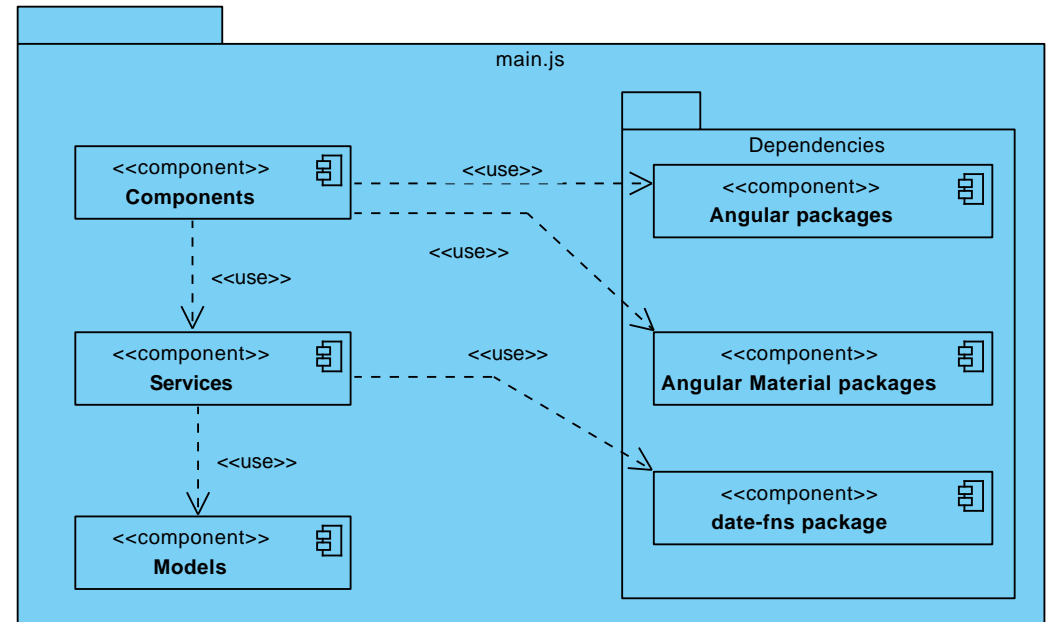 main.js
Dependencies
<<component>>
Components
<<use>>
<<component>>
Angular packages
<<use>>
<<use>>
<<component>>
Services
<<use>>
<<component>>
Angular Material packages
<<use>>
<<component>>
date-fns package
<<component>>
Models